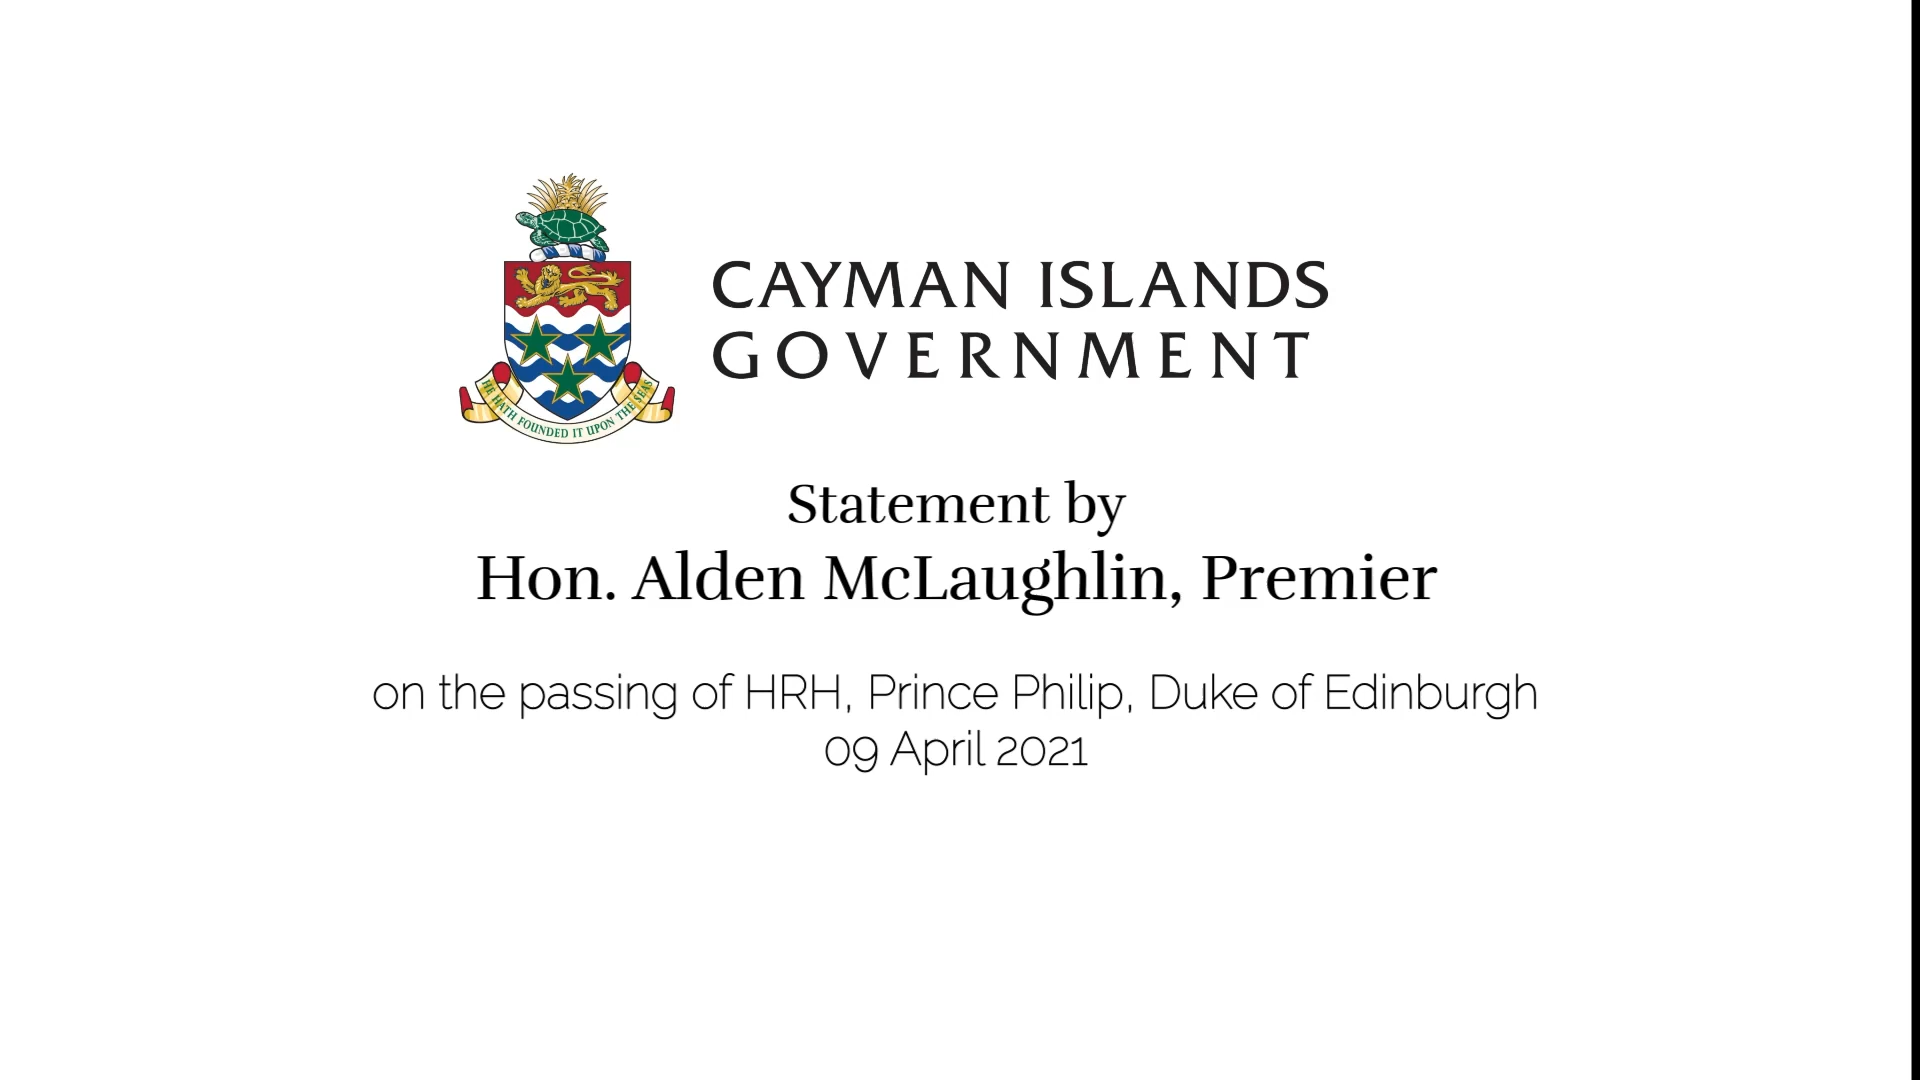 CAYMAN ISLANDS
GOVERNMENT
HE HATH FOUNDED IT UPON THE SEAS
Statement by
Hon. Alden McLaughlin, Premier
on the passing of HRH, Prince Philip, Duke of Edinburgh
09 April 2021